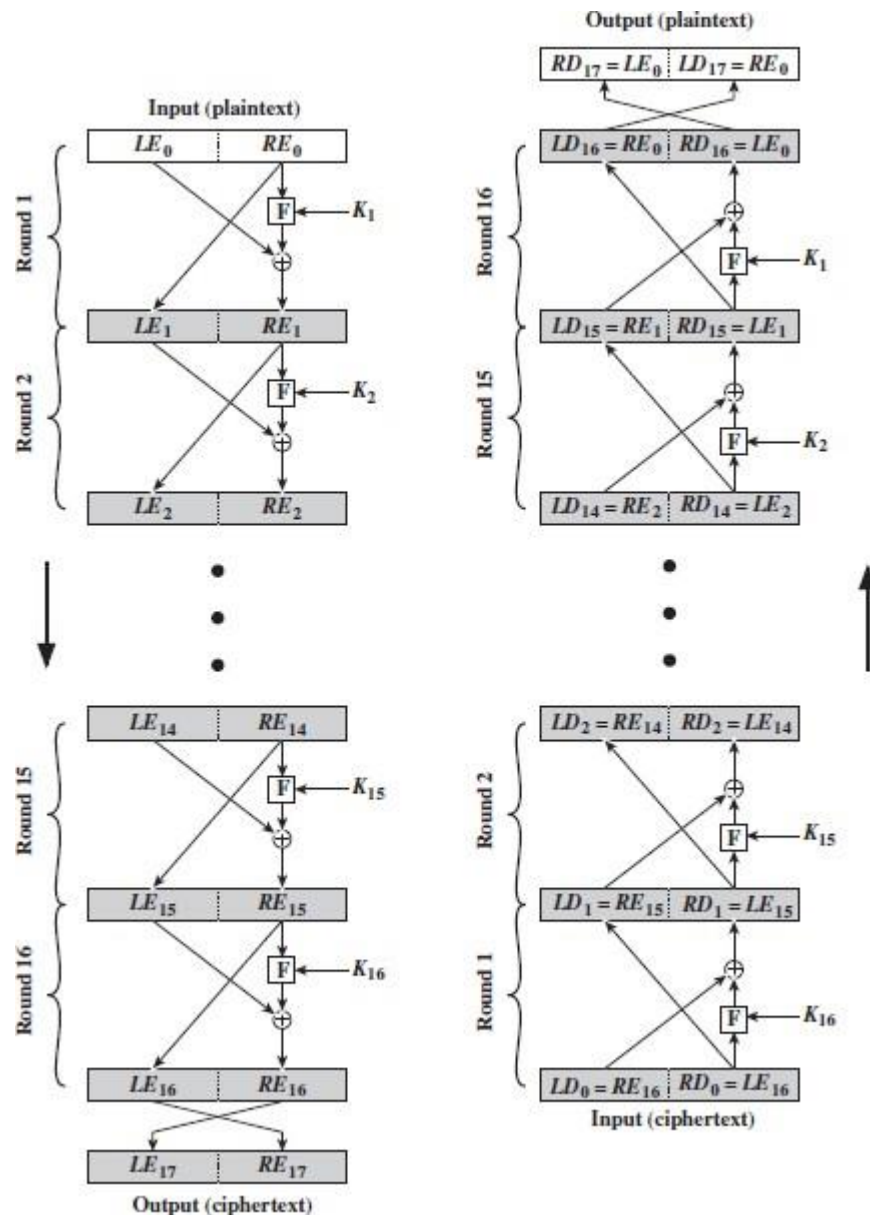 Input (plaintext)
LE₀ RE₀
Round 1
F
K₁
LE₁ RE₁
Round 2
F
K₂
LE₂ RE₂
LE₁₄ RE₁₄
Round 15
F
K₁₅
LE₁₅ RE₁₅
Round 16
F
K₁₆
LE₁₆ RE₁₆
LE₁₇ RE₁₇
Output (ciphertext)
Output (plaintext)
RD₁₇ = LE₀ LD₁₇ = RE₀
LD₁₆ = RE₀ RD₁₆ = LE₀
Round 16
F
K₁
LD₁₅ = RE₁ RD₁₅ = LE₁
Round 15
F
K₂
LD₁₄ = RE₂ RD₁₄ = LE₂
LD₂ = RE₁₄ RD₂ = LE₁₄
Round 2
F
K₁₅
LD₁ = RE₁₅ RD₁ = LE₁₅
Round 1
F
K₁₆
LD₀ = RE₁₆ RD₀ = LE₁₆
Input (ciphertext)